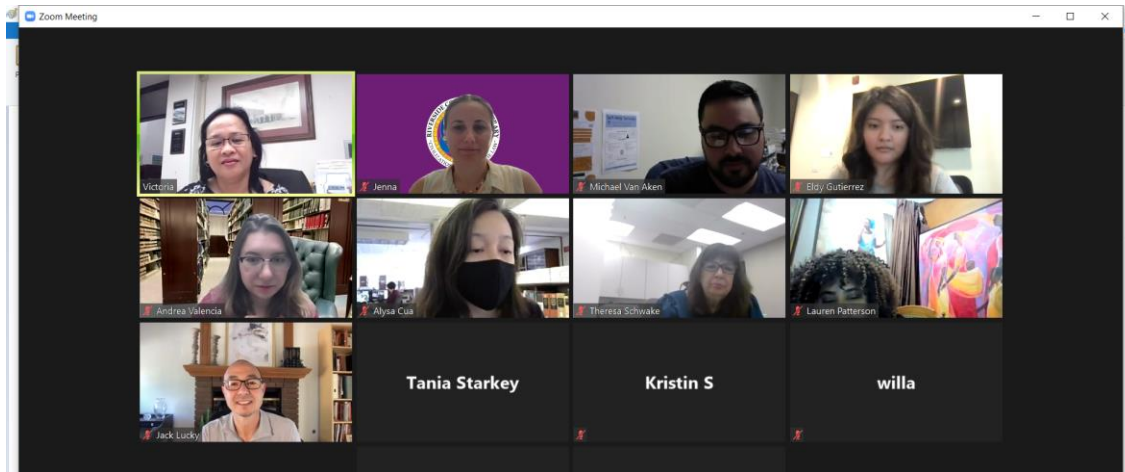 Zoom Meeting
Victoria
Jenna
Michael Van Aken
Eldy Gutierrez
Andrea Valencia
Alysa Cua
Theresa Schwake
Lauren Patterson
Jack Lucky
Tania Starkey
Kristin S
willa
RIVERSIDE